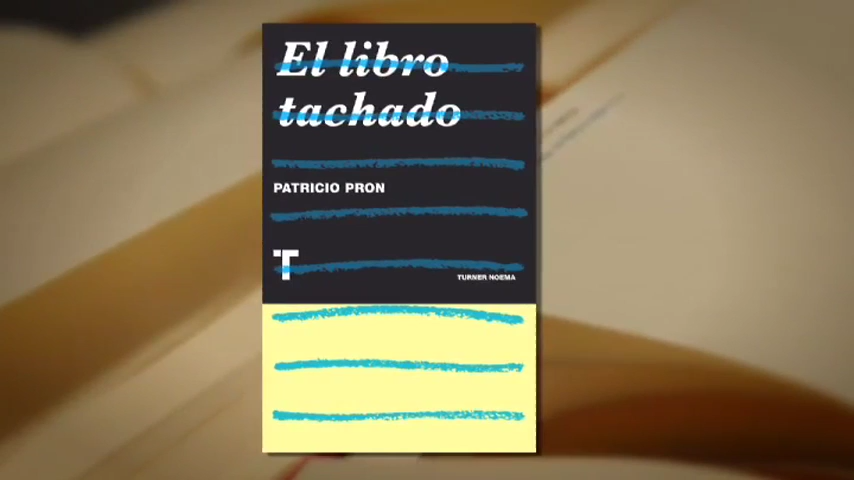 El libro
tachado
PATRICIO PRON
T
TURNER NOEMA